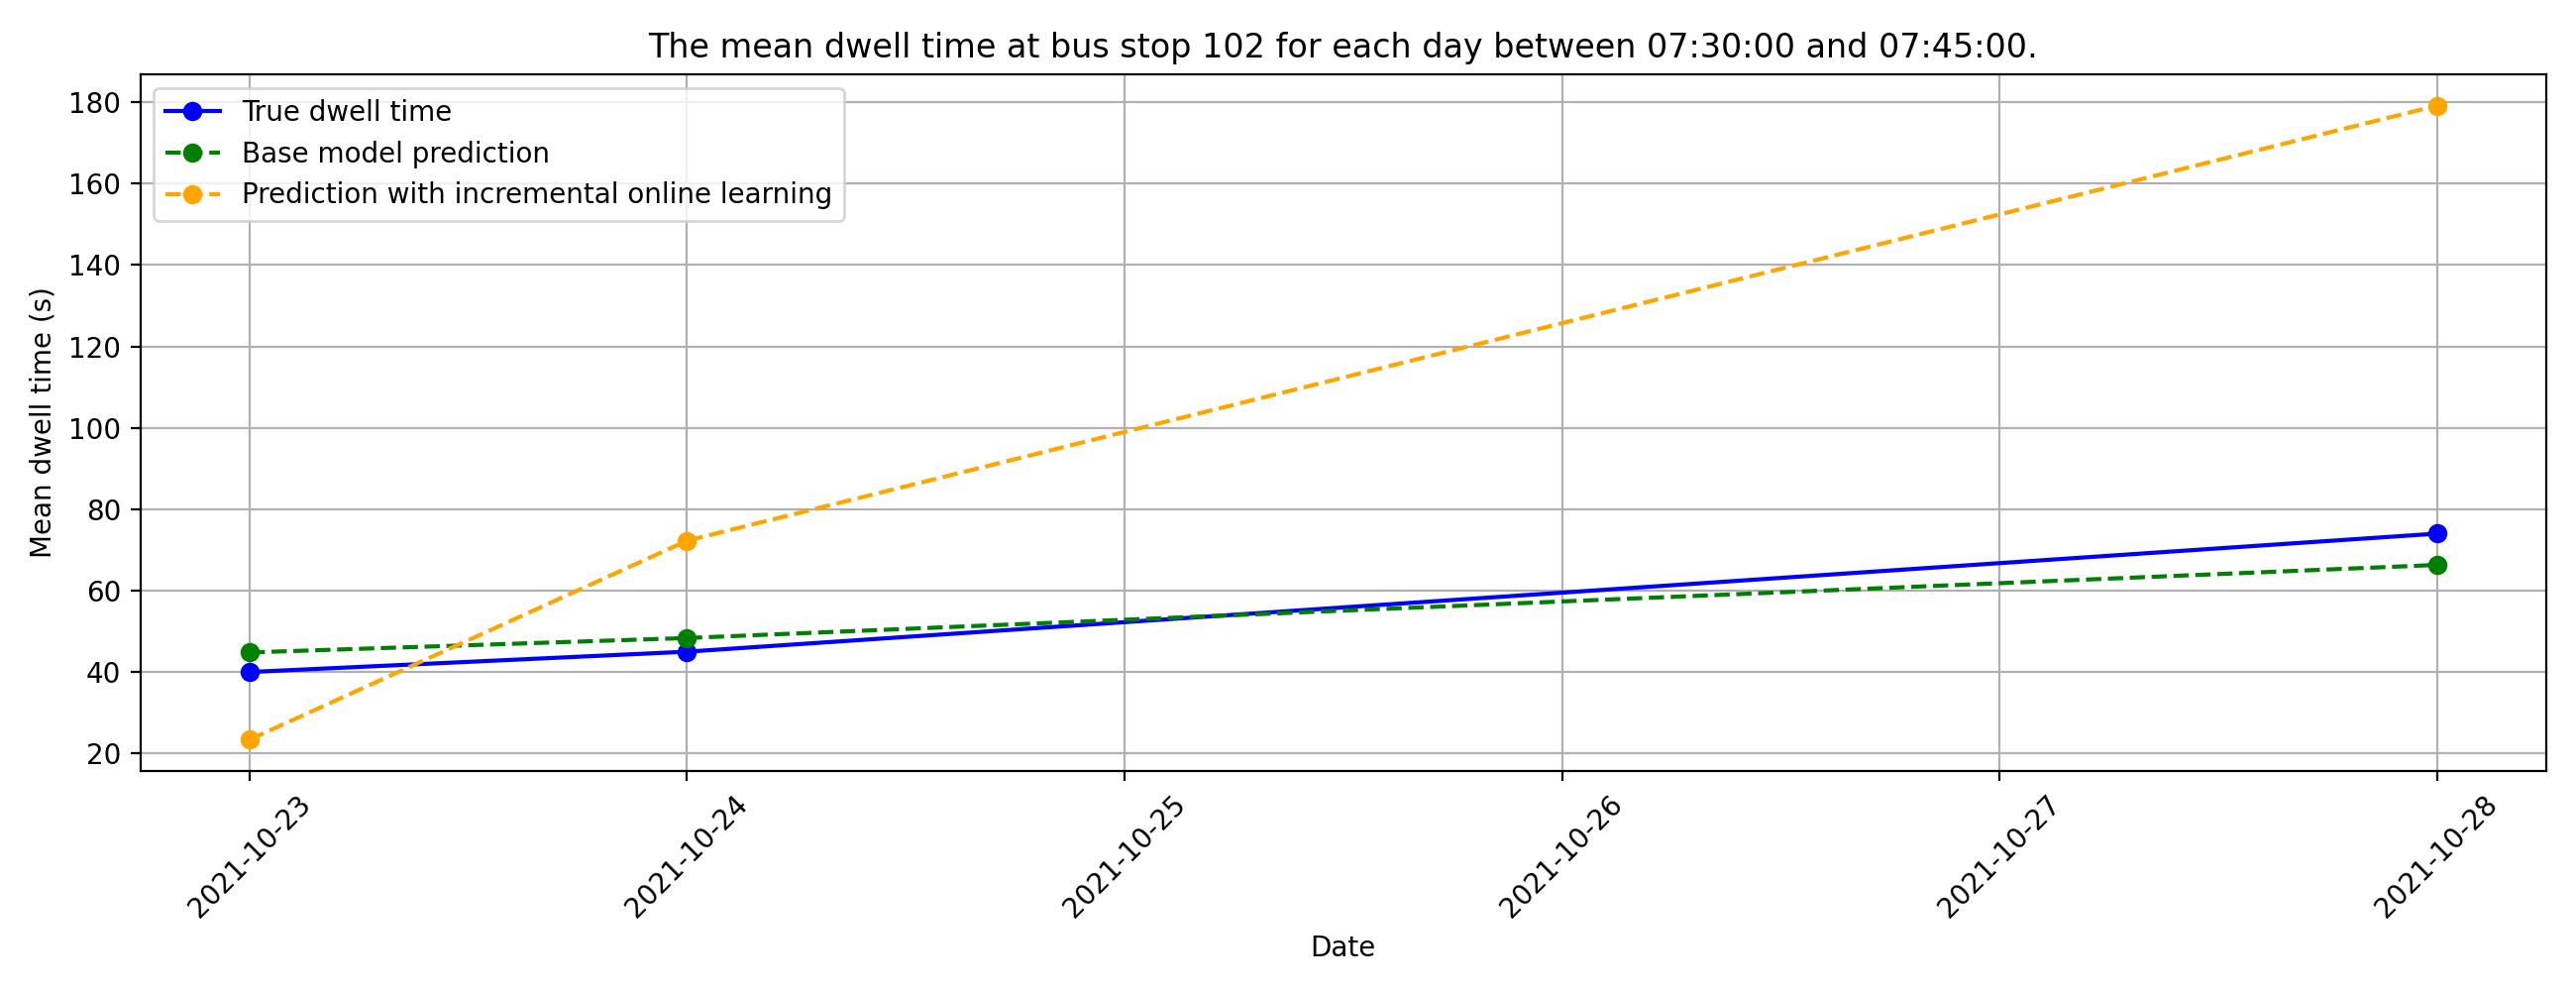 The mean dwell time at bus stop 102 for each day between 07:30:00 and 07:45:00.
True dwell time
Base model prediction
Prediction with incremental online learning
Mean dwell time (s)
180
160
140
120
100
80
60
40
20
2021-10-23
2021-10-24
2021-10-25
2021-10-26
2021-10-27
2021-10-28
Date